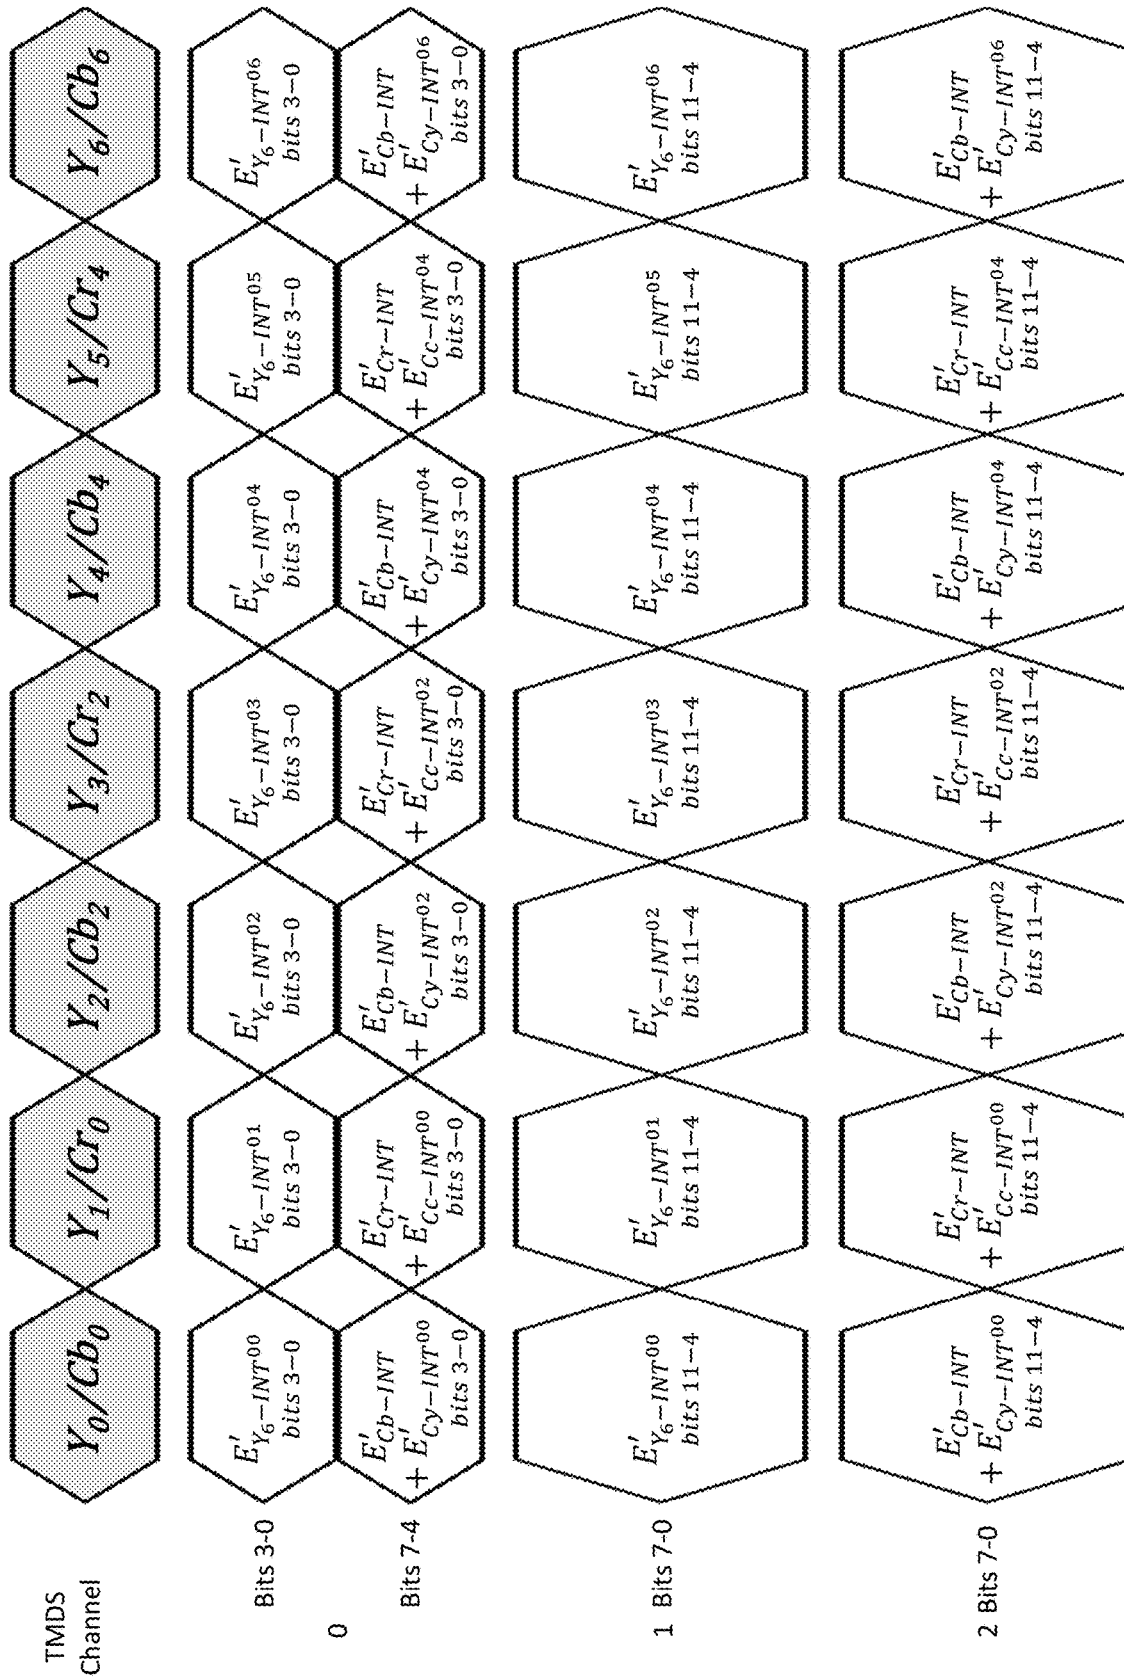 TMDS
Channel
Y0/Cb0
Y1/Cr0
Y2/Cb2
Y3/Cr2
Y4/Cb4
Y5/Cr4
Y6/Cb6
0
Bits 3-0
E′Y6−INT00
bits 3−0
E′Y6−INT01
bits 3−0
E′Y6−INT02
bits 3−0
E′Y6−INT03
bits 3−0
E′Y6−INT04
bits 3−0
E′Y6−INT05
bits 3−0
E′Y6−INT06
bits 3−0
Bits 7-4
E′Cb−INT
+ E′Cy−INT00
bits 3−0
E′Cr−INT
+ E′Cc−INT00
bits 3−0
E′Cb−INT
+ E′Cy−INT02
bits 3−0
E′Cr−INT
+ E′Cc−INT02
bits 3−0
E′Cb−INT
+ E′Cy−INT04
bits 3−0
E′Cr−INT
+ E′Cc−INT04
bits 3−0
E′Cb−INT
+ E′Cy−INT06
bits 3−0
1 Bits 7-0
E′Y6−INT00
bits 11−4
E′Y6−INT01
bits 11−4
E′Y6−INT02
bits 11−4
E′Y6−INT03
bits 11−4
E′Y6−INT04
bits 11−4
E′Y6−INT05
bits 11−4
E′Y6−INT06
bits 11−4
2 Bits 7-0
E′Cb−INT
+ E′Cy−INT00
bits 11−4
E′Cr−INT
+ E′Cc−INT00
bits 11−4
E′Cb−INT
+ E′Cy−INT02
bits 11−4
E′Cr−INT
+ E′Cc−INT02
bits 11−4
E′Cb−INT
+ E′Cy−INT04
bits 11−4
E′Cr−INT
+ E′Cc−INT04
bits 11−4
E′Cb−INT
+ E′Cy−INT06
bits 11−4